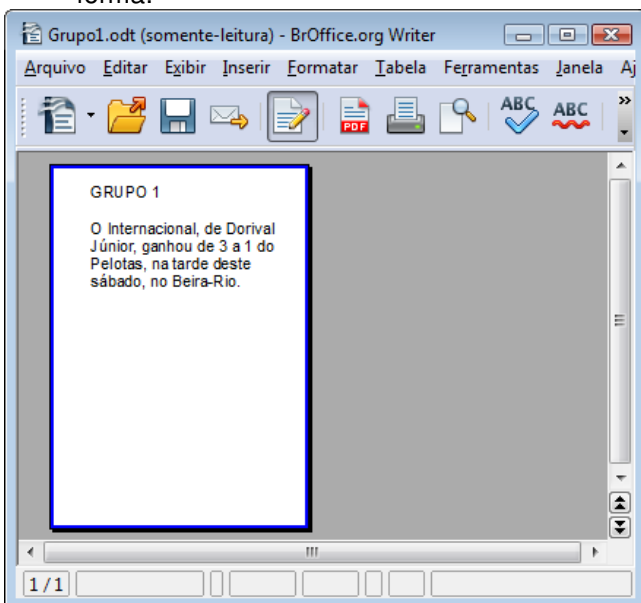 forma:
Grupo1.odt (somente-leitura) - BrOffice.org Writer
Arquivo Editar Exibir Inserir Formatar Tabela Ferramentas Janela Aj
PDF ABC ABC »
GRUPO 1
O Internacional, de Dorival
Júnior, ganhou de 3 a 1 do
Pelotas, na tarde deste
sábado, no Beira-Rio.
1 / 1